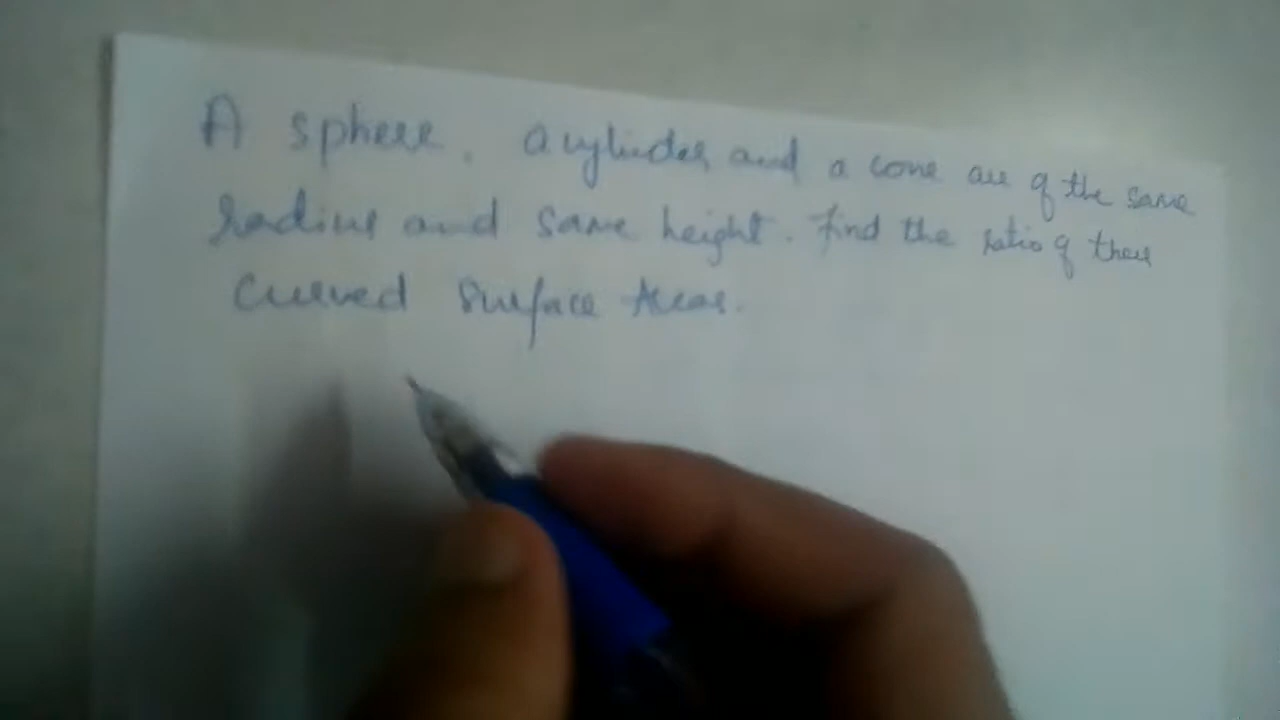 A sphere, a cylinder and a cone are of the same
radius and same height. Find the ratio of their
Curved Surface Areas.